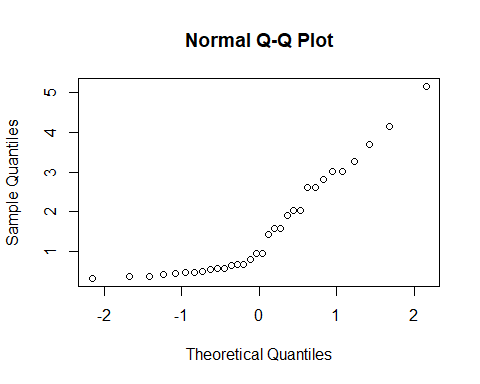 Normal Q-Q Plot
Sample Quantiles
5
4
3
2
1
-2 -1 0 1 2
Theoretical Quantiles